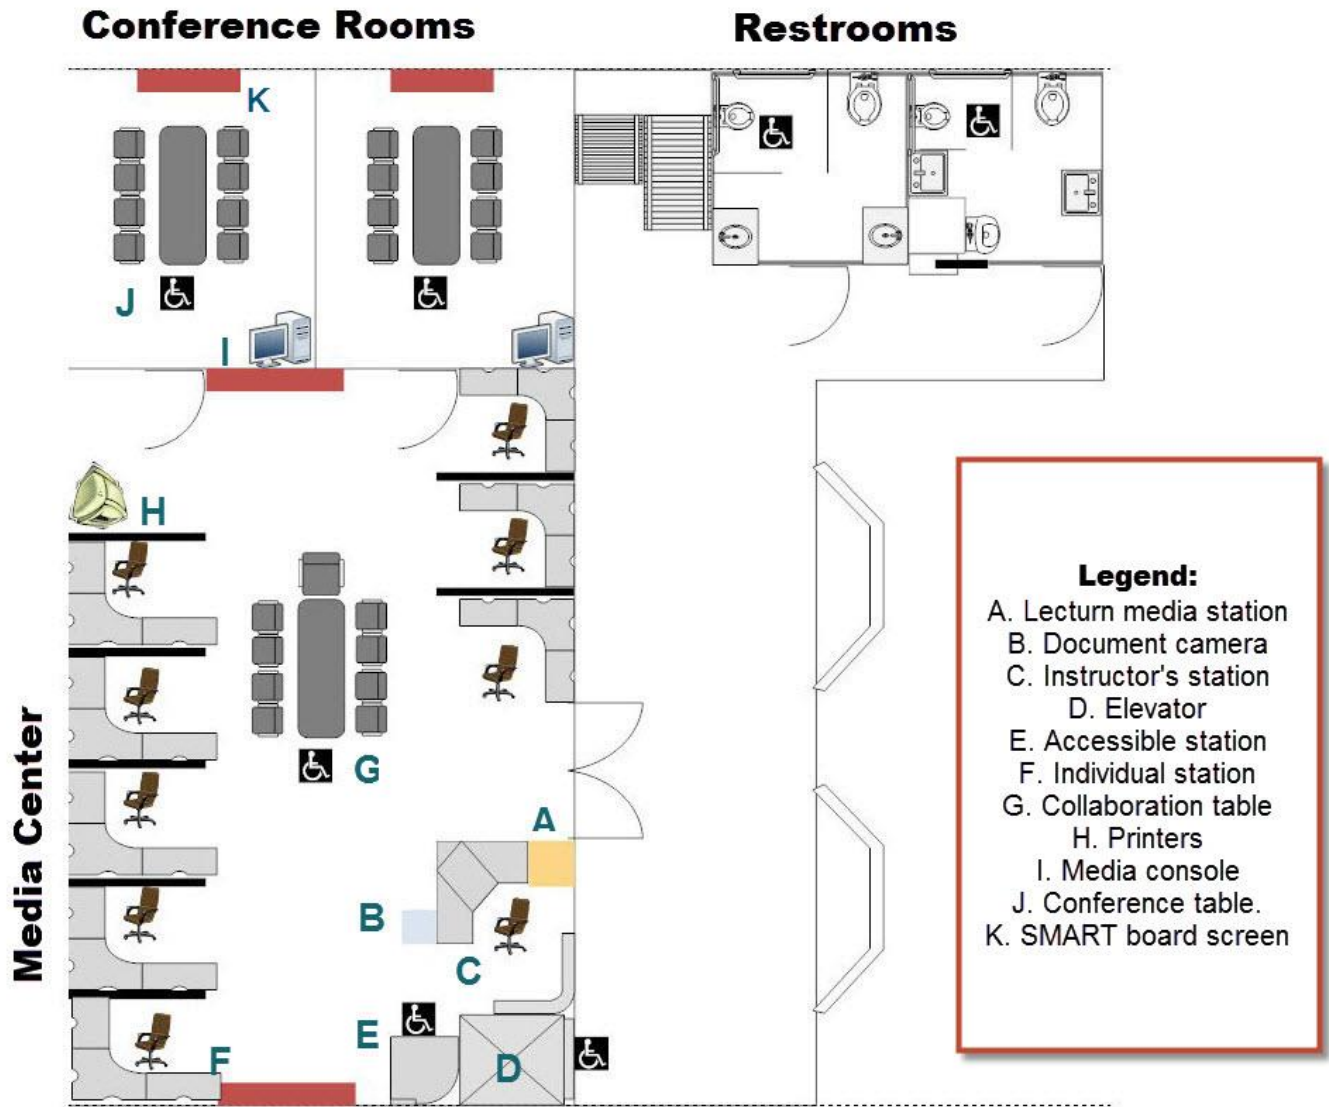 Conference Rooms
Restrooms
K
J
I
H
G
A
B
C
E
D
F
Media Center
Legend:
A. Lecturn media station
B. Document camera
C. Instructor's station
D. Elevator
E. Accessible station
F. Individual station
G. Collaboration table
H. Printers
I. Media console
J. Conference table.
K. SMART board screen